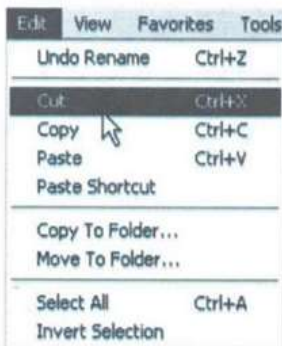 Edit View Favorites Tools
Undo Rename Ctrl+Z
Cut Ctrl+X
Copy Ctrl+C
Paste Ctrl+V
Paste Shortcut
Copy To Folder...
Move To Folder...
Select All Ctrl+A
Invert Selection